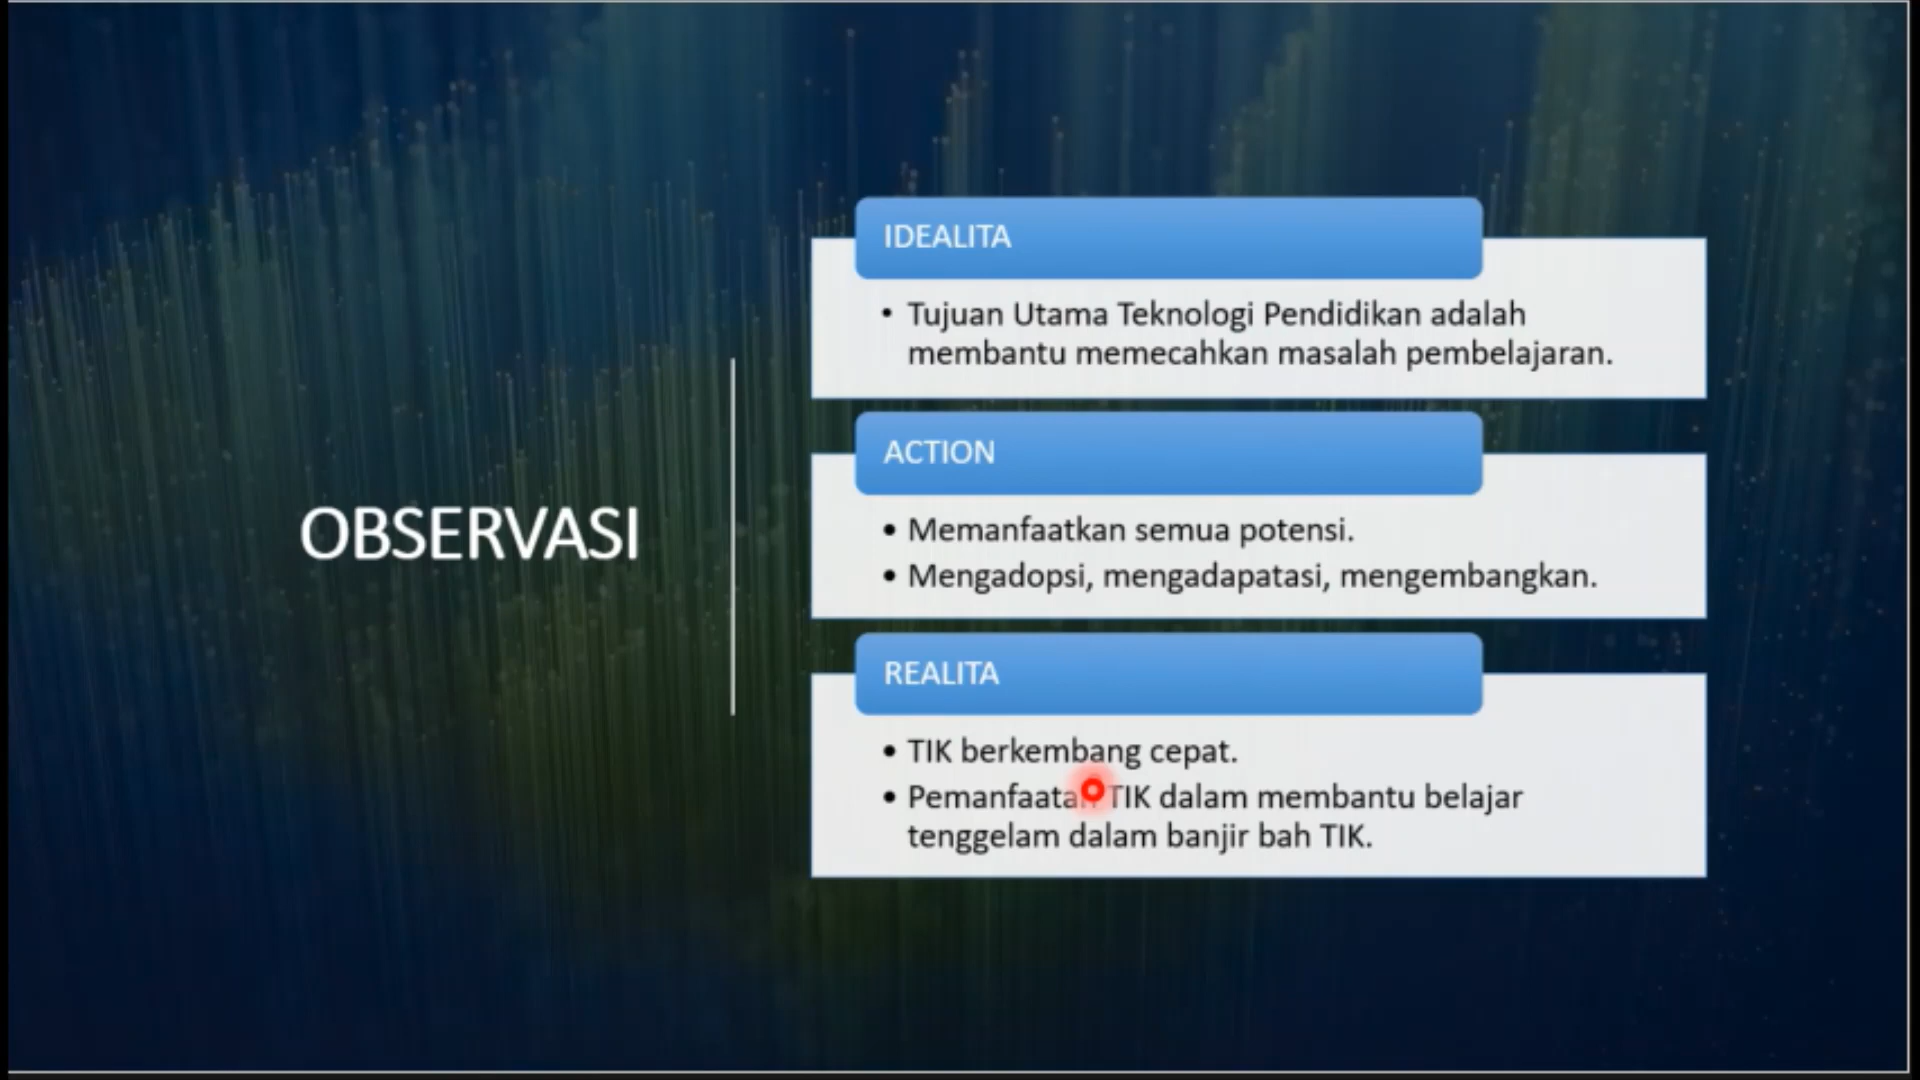 OBSERVASI
IDEALITA
• Tujuan Utama Teknologi Pendidikan adalah
membantu memecahkan masalah pembelajaran.
ACTION
• Memanfaatkan semua potensi.
• Mengadopsi, mengadapatasi, mengembangkan.
REALITA
• TIK berkembang cepat.
• Pemanfaatan TIK dalam membantu belajar
tenggelam dalam banjir bah TIK.